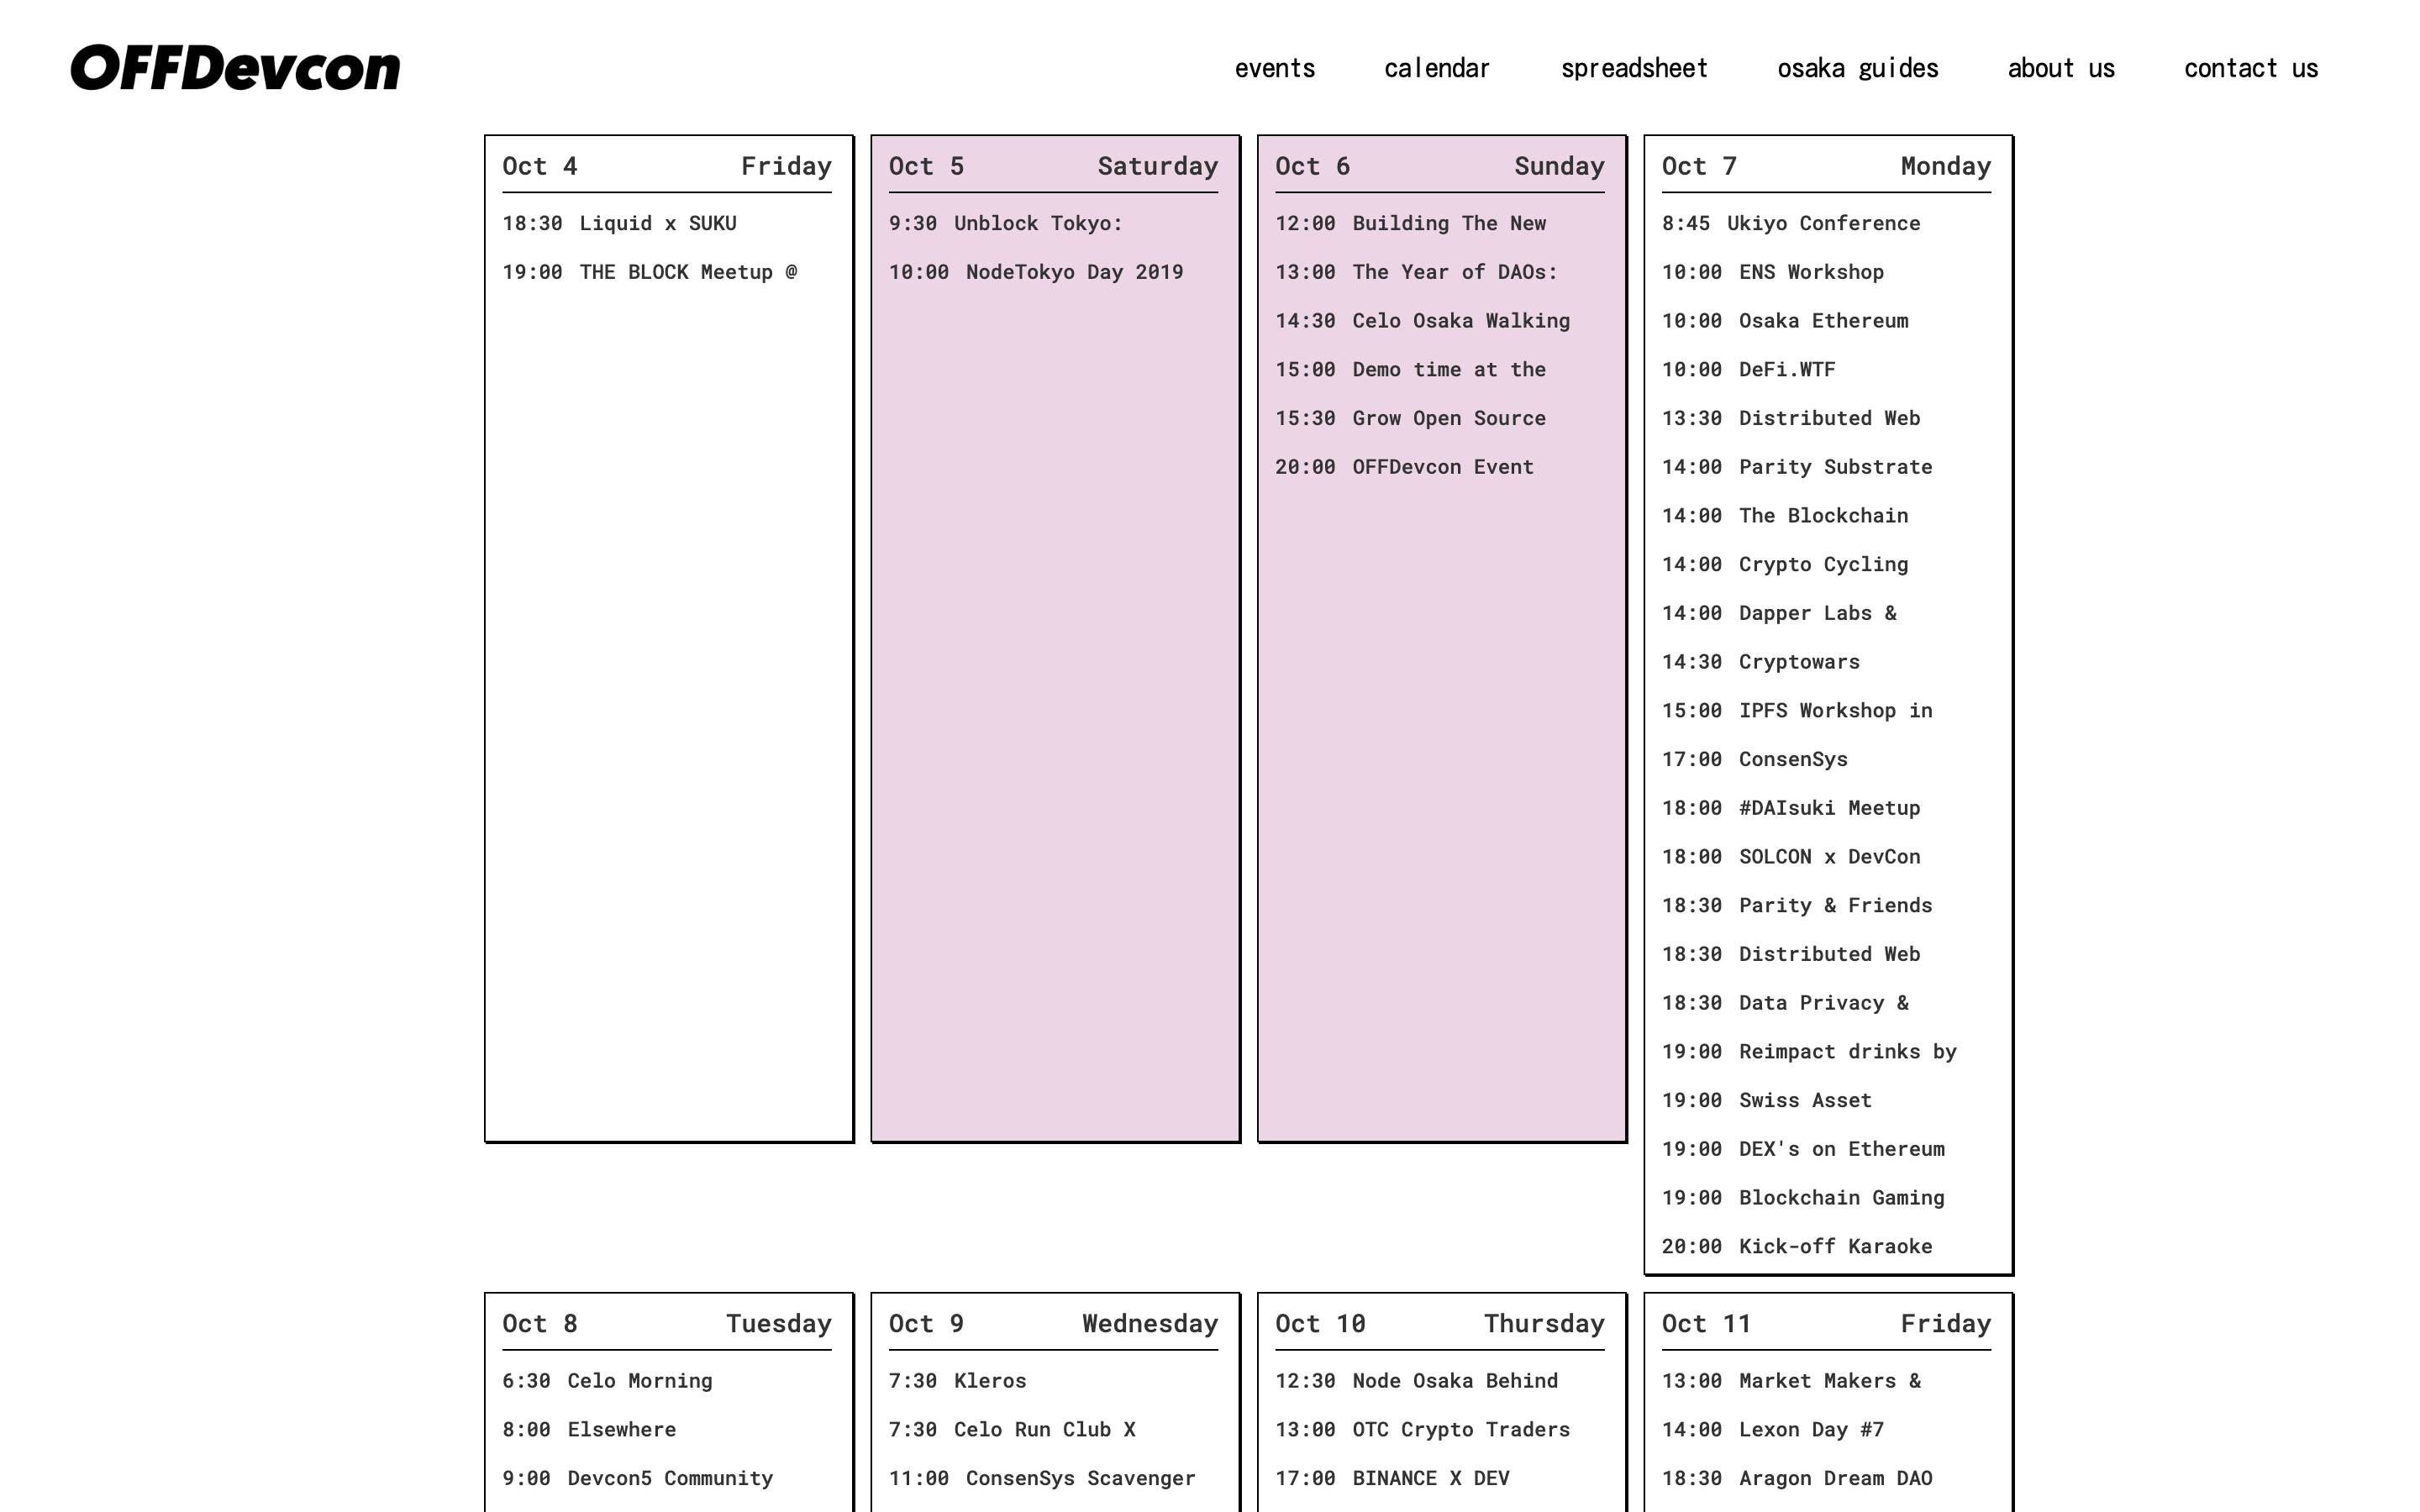 OFFDevcon
events calendar spreadsheet osaka guides about us contact us
Oct 4 Friday
18:30 Liquid x SUKU
19:00 THE BLOCK Meetup @
Oct 5 Saturday
9:30 Unblock Tokyo:
10:00 NodeTokyo Day 2019
Oct 6 Sunday
12:00 Building The New
13:00 The Year of DAOs:
14:30 Celo Osaka Walking
15:00 Demo time at the
15:30 Grow Open Source
20:00 OFFDevcon Event
Oct 7 Monday
8:45 Ukiyo Conference
10:00 ENS Workshop
10:00 Osaka Ethereum
10:00 DeFi.WTF
13:30 Distributed Web
14:00 Parity Substrate
14:00 The Blockchain
14:00 Crypto Cycling
14:00 Dapper Labs &
14:30 Cryptowars
15:00 IPFS Workshop in
17:00 ConsenSys
18:00 #DAIsuki Meetup
18:00 SOLCON x DevCon
18:30 Parity & Friends
18:30 Distributed Web
18:30 Data Privacy &
19:00 Reimpact drinks by
19:00 Swiss Asset
19:00 DEX's on Ethereum
19:00 Blockchain Gaming
20:00 Kick-off Karaoke
Oct 8 Tuesday
6:30 Celo Morning
8:00 Elsewhere
9:00 Devcon5 Community
Oct 9 Wednesday
7:30 Kleros
7:30 Celo Run Club X
11:00 ConsenSys Scavenger
Oct 10 Thursday
12:30 Node Osaka Behind
13:00 OTC Crypto Traders
17:00 BINANCE X DEV
Oct 11 Friday
13:00 Market Makers &
14:00 Lexon Day #7
18:30 Aragon Dream DAO